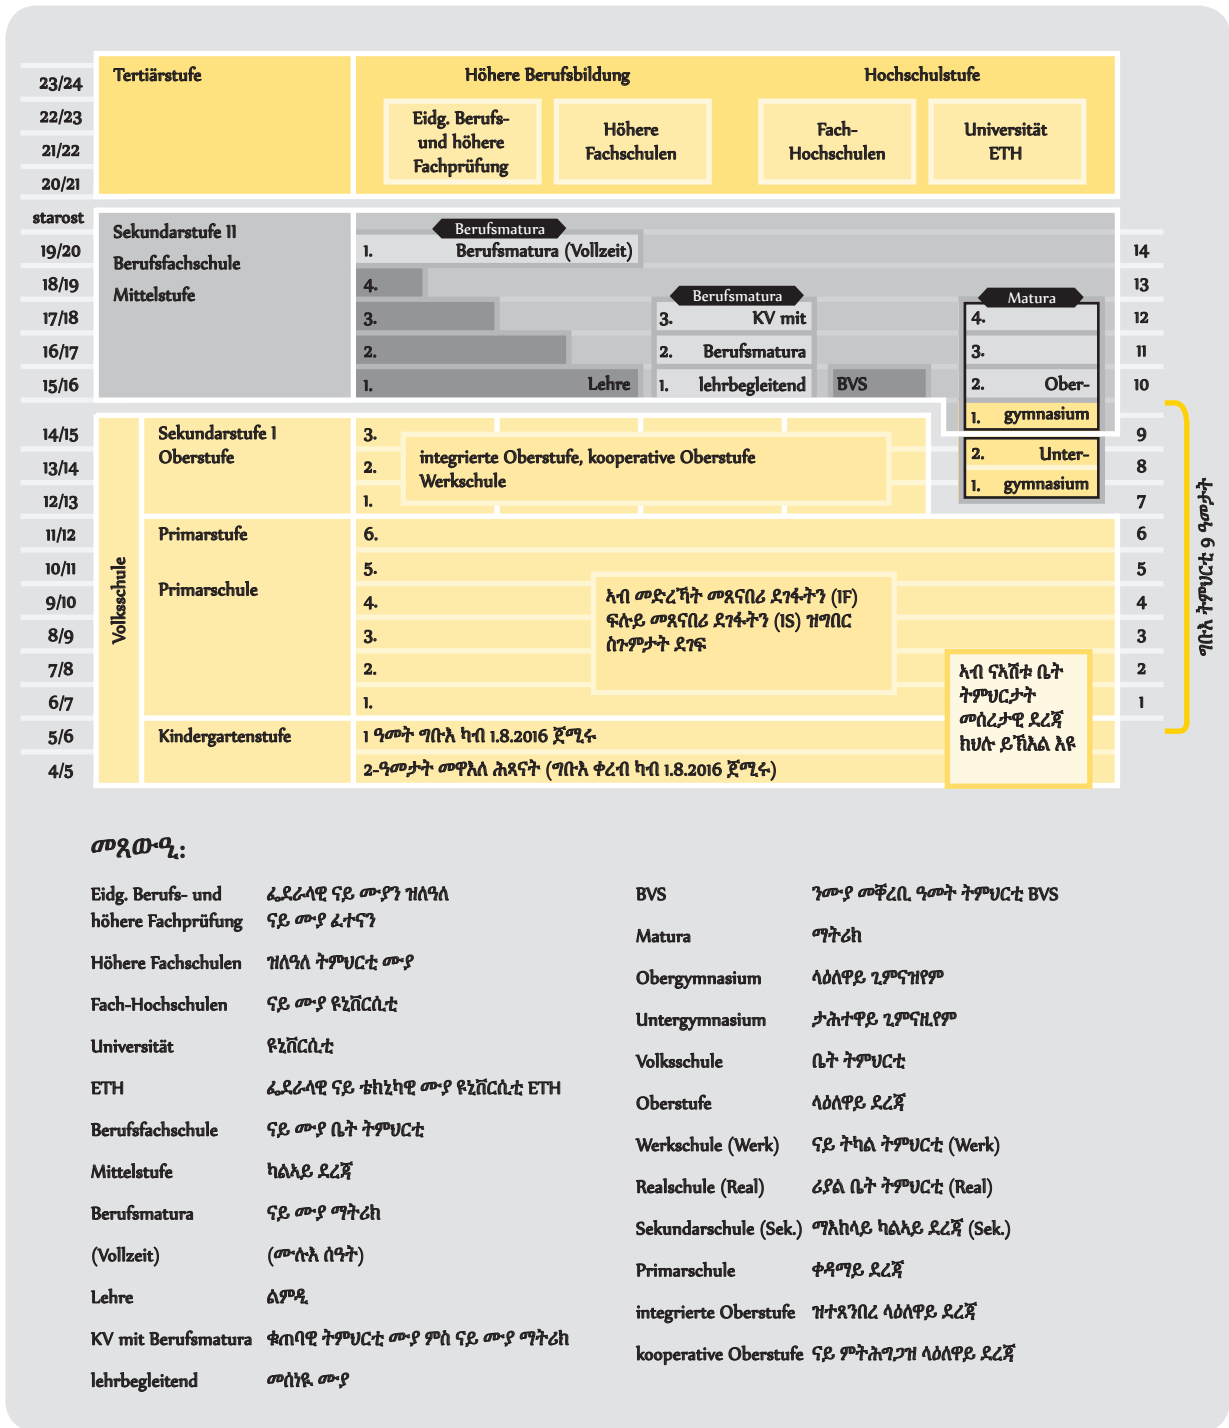 Tertiärstufe
Höhere Berufsbildung
Hochschulstufe
Eidg. Berufs-
und höhere
Fachprüfung
Höhere
Fachschulen
Fach-
Hochschulen
Universität
ETH
23/24
22/23
21/22
20/21
starost
Sekundarstufe II
Berufsfachschule
Mittelstufe
19/20
18/19
17/18
16/17
15/16
Berufsmatura
1. Berufsmatura (Vollzeit)
4.
3.
2.
1. Lehre
Berufsmatura
3. KV mit
2. Berufsmatura
1. lehrbegleitend
BVS
Matura
4.
3.
2. Ober-
1. gymnasium
2. Unter-
1. gymnasium
14
13
12
11
10
9
8
7
6
5
4
3
2
1
ግቡእ ትምህርቲ 9 ዓመታት
14/15
13/14
12/13
11/12
10/11
9/10
8/9
7/8
6/7
5/6
4/5
Volksschule
Sekundarstufe I
Oberstufe
3.
2.
1.
integrierte Oberstufe, kooperative Oberstufe
Werkschule
Primarstufe
Primarschule
6.
5.
4.
3.
2.
1.
ኣብ መድረኻት መጸናበሪ ደገፋትን (IF)
ፍሉይ መጸናበሪ ደገፋትን (IS) ዝግበር
ስጉምታት ደገፍ
ኣብ ናኣሽቱ ቤት
ትምህርታት
መሰረታዊ ደረጃ
ክህሉ ይኽእል እዩ
Kindergartenstufe
1 ዓመት ግቡእ ካብ 1.8.2016 ጀሚሩ
2-ዓመታት መዋእለ ሕጻናት (ግቡእ ቀረብ ካብ 1.8.2016 ጀሚሩ)
መጸውዒ:
Eidg. Berufs- und ፌደራላዊ ናይ ሙያን ዝለዓለ
höhere Fachprüfung ናይ ሙያ ፈተናን
Höhere Fachschulen ዝለዓለ ትምህርቲ ሙያ
Fach-Hochschulen ናይ ሙያ ዩኒቨርሲቲ
Universität ዩኒቨርሲቲ
ETH ፌደራላዊ ናይ ቴክኒካዊ ሙያ ዩኒቨርሲቲ ETH
Berufsfachschule ናይ ሙያ ቤት ትምህርቲ
Mittelstufe ካልኣይ ደረጃ
Berufsmatura ናይ ሙያ ማትሪክ
(Vollzeit) (ሙሉእ ሰዓት)
Lehre ልምዲ
KV mit Berufsmatura ቁጠባዊ ትምህርቲ ሙያ ምስ ናይ ሙያ ማትሪክ
lehrbegleitend መሰነዪ ሙያ
BVS ንሙያ መቐረቢ ዓመት ትምህርቲ BVS
Matura ማትሪክ
Obergymnasium ላዕለዋይ ጊምናዝየም
Untergymnasium ታሕተዋይ ጊምናዚየም
Volksschule ቤት ትምህርቲ
Oberstufe ላዕለዋይ ደረጃ
Werkschule (Werk) ናይ ትካል ትምህርቲ (Werk)
Realschule (Real) ሪያል ቤት ትምህርቲ (Real)
Sekundarschule (Sek.) ማእከላይ ካልኣይ ደረጃ (Sek.)
Primarschule ቀዳማይ ደረጃ
integrierte Oberstufe ዝተጸንበረ ላዕለዋይ ደረጃ
kooperative Oberstufe ናይ ምትሕግጋዝ ላዕለዋይ ደረጃ